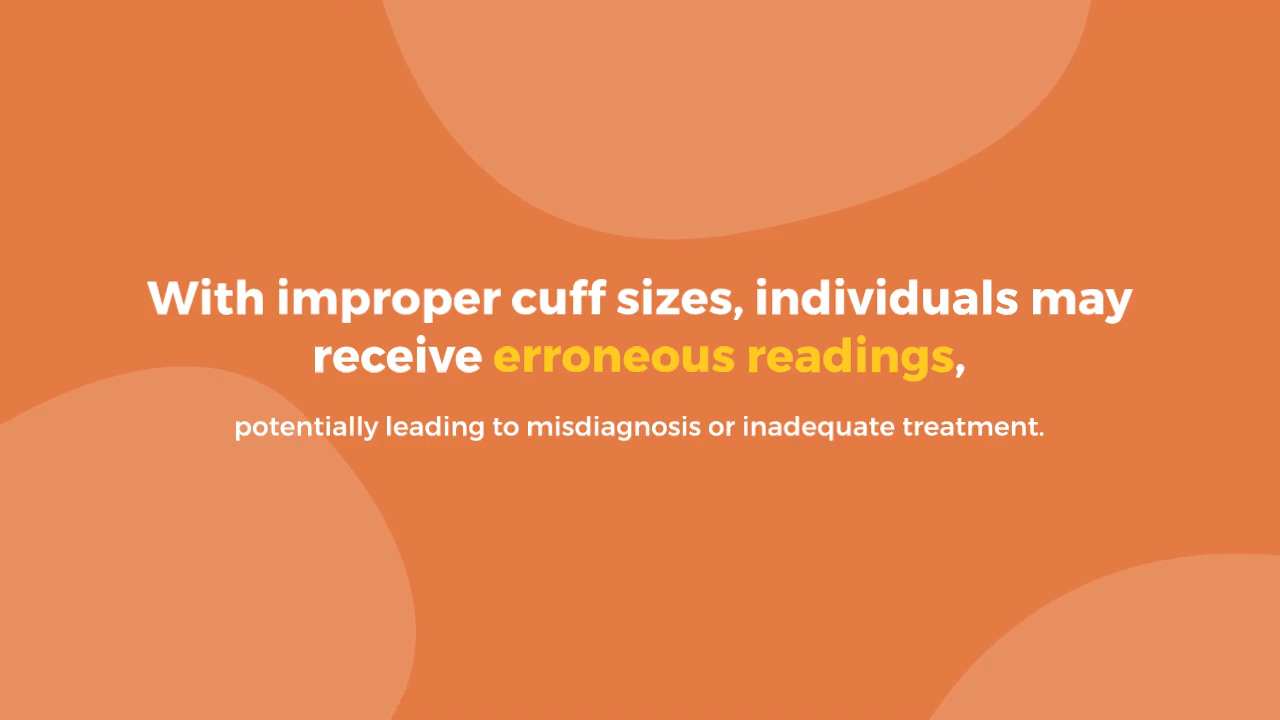 With improper cuff sizes, individuals may
receive erroneous readings,
potentially leading to misdiagnosis or inadequate treatment.